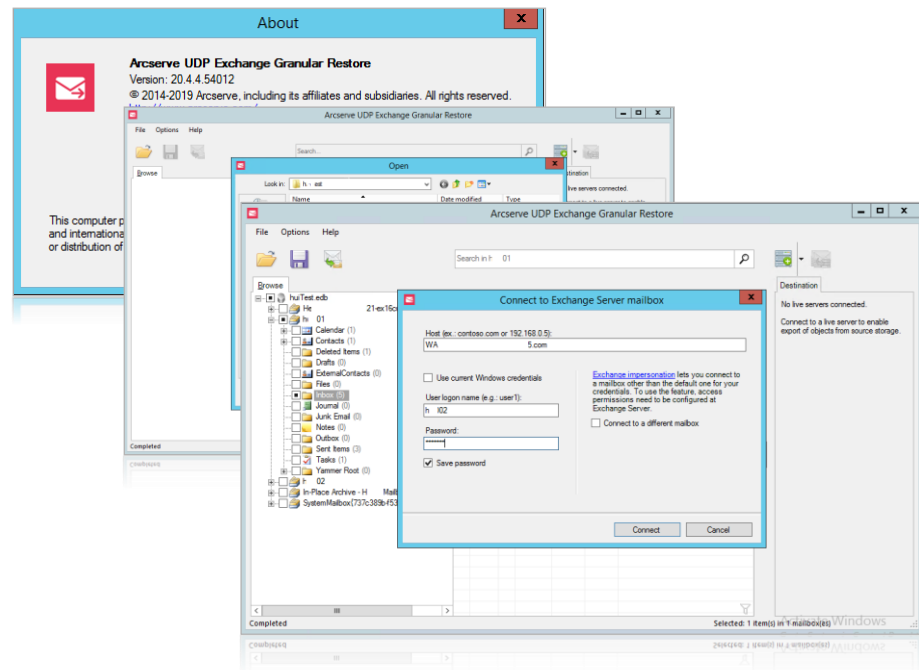 About
Arcserve UDP Exchange Granular Restore
Version: 20.4.4.54012
© 2014-2019 Arcserve, including its affiliates and subsidiaries. All rights reserved.
This computer p
and internationa
or distribution of
Arcserve UDP Exchange Granular Restore
File Options Help
Search...
Browse
stination
live servers connected.
Completed
Open
Look in: h. est
Name Date modified Type
Arcserve UDP Exchange Granular Restore
File Options Help
Search in h 01
Browse
huiTest.edb
He 21-ex16cr
h 01
Calendar (1)
Contacts (1)
Deleted Items (1)
Drafts (0)
ExternalContacts (0)
Files (0)
Inbox (5)
Journal (0)
Junk Email (0)
Notes (0)
Outbox (0)
Sent Items (3)
Tasks (1)
Yammer Root (0)
h 02
In-Place Archive - H Mailb
SystemMailbox{737c389b-f53
Destination
No live servers connected.
Connect to a live server to enable
export of objects from source storage.
Connect to Exchange Server mailbox
Host (ex.: contoso.com or 192.168.0.5):
WA 5.com
Use current Windows credentials
User logon name (e.g.: user1):
h l02
Password:
Save password
Exchange impersonation lets you connect to
a mailbox other than the default one for your
credentials. To use the feature, access
permissions need to be configured at
Exchange Server.
Connect to a different mailbox
Connect Cancel
Completed
Selected: 1 item(s) in 1 mailbox(es)
Activate Windows